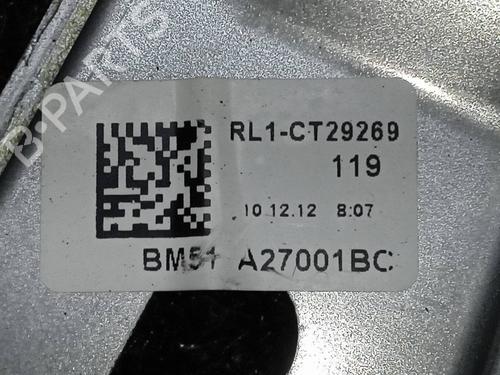 B-PARTS
RL1-CT29269
119
10.12.12 8:07
BM51 A27001BC